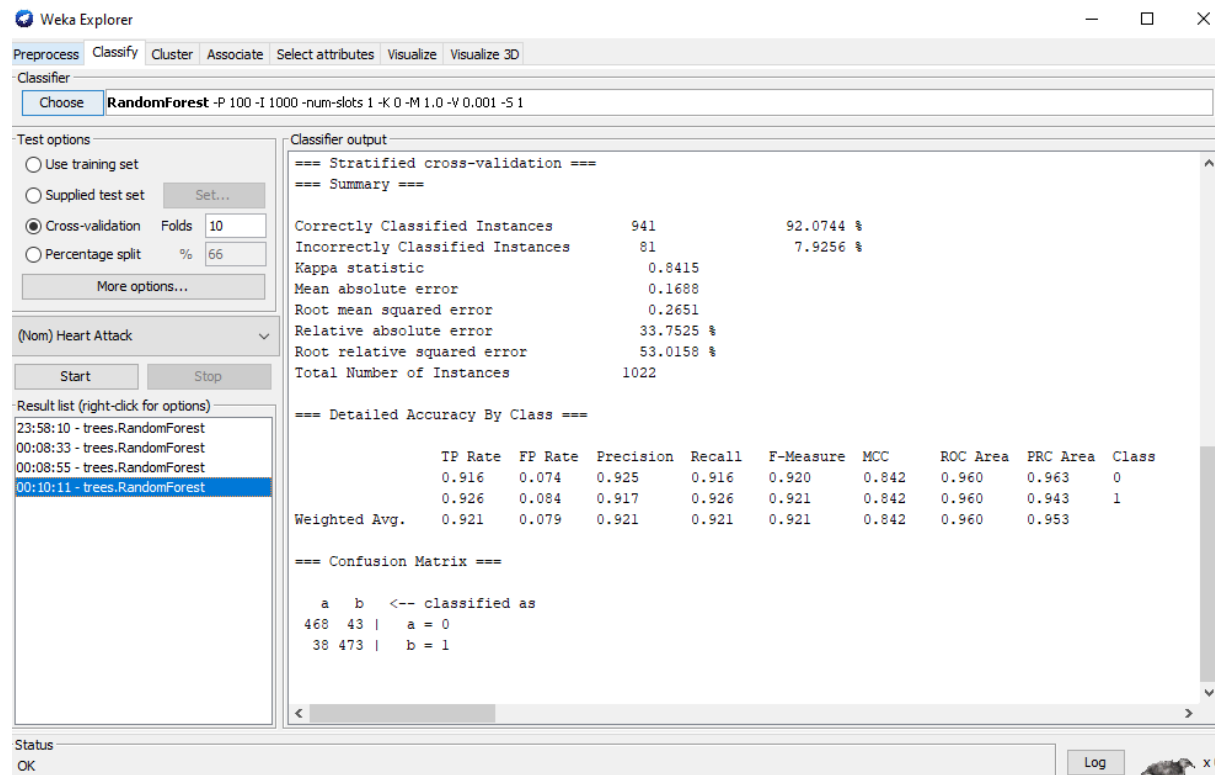 Weka Explorer
Preprocess Classify Cluster Associate Select attributes Visualize Visualize 3D
Classifier
Choose RandomForest -P 100 -I 1000 -num-slots 1 -K 0 -M 1.0 -V 0.001 -S 1
Test options
Use training set
Supplied test set Set...
Cross-validation Folds 10
Percentage split % 66
More options...
(Nom) Heart Attack
Start Stop
Result list (right-click for options)
23:58:10 - trees.RandomForest
00:08:33 - trees.RandomForest
00:08:55 - trees.RandomForest
00:10:11 - trees.RandomForest
Classifier output
=== Stratified cross-validation ===
=== Summary ===
Correctly Classified Instances 941 92.0744 %
Incorrectly Classified Instances 81 7.9256 %
Kappa statistic 0.8415
Mean absolute error 0.1688
Root mean squared error 0.2651
Relative absolute error 33.7525 %
Root relative squared error 53.0158 %
Total Number of Instances 1022
=== Detailed Accuracy By Class ===
TP Rate FP Rate Precision Recall F-Measure MCC ROC Area PRC Area Class
0.916 0.074 0.925 0.916 0.920 0.842 0.960 0.963 0
0.926 0.084 0.917 0.926 0.921 0.842 0.960 0.943 1
Weighted Avg. 0.921 0.079 0.921 0.921 0.921 0.842 0.960 0.953
=== Confusion Matrix ===
a b <-- classified as
468 43 | a = 0
38 473 | b = 1
Status
OK
Log
x